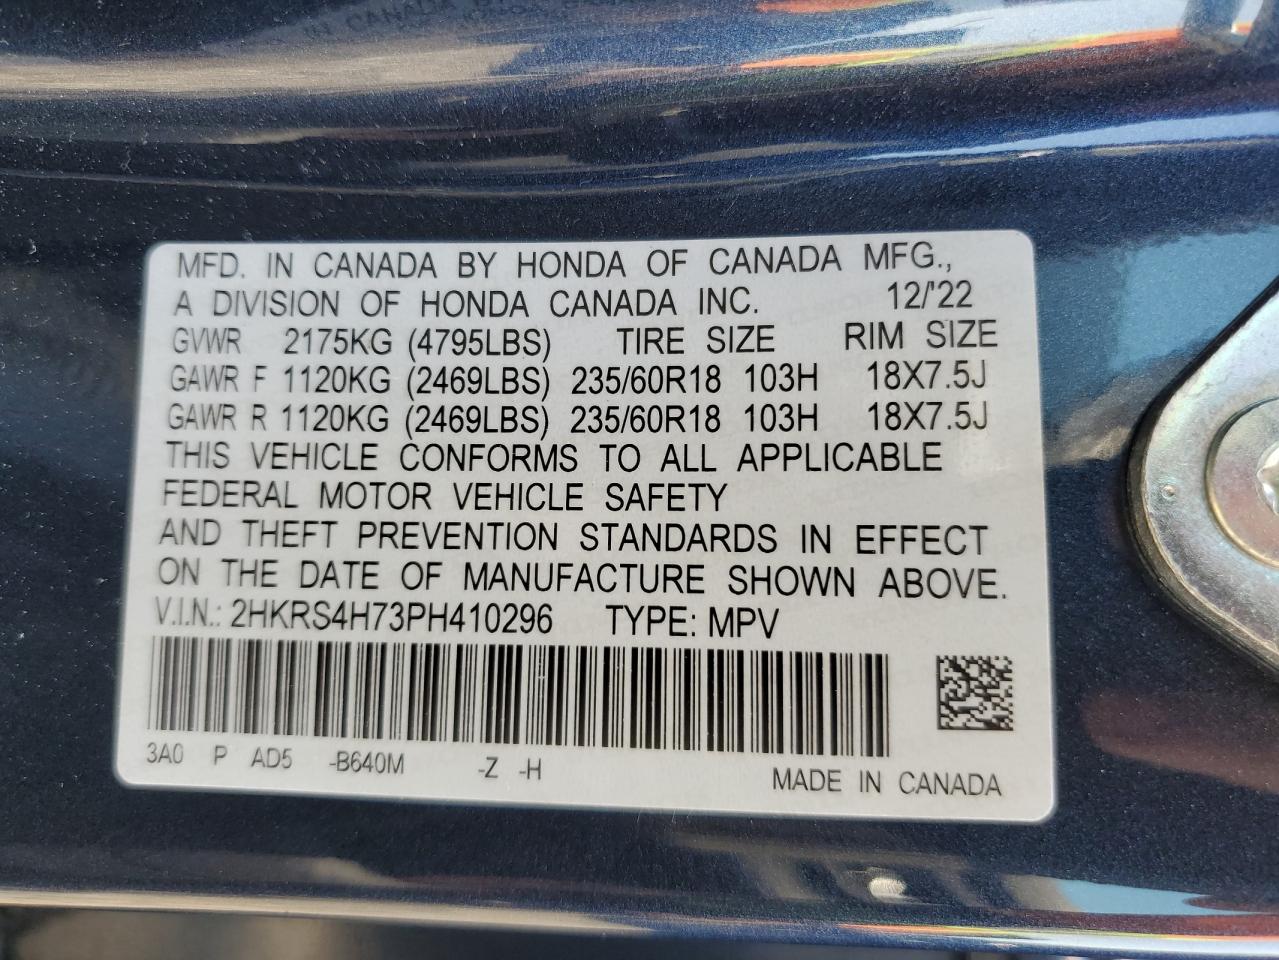 MFD. IN CANADA BY HONDA OF CANADA MFG.,
A DIVISION OF HONDA CANADA INC. 12/'22
GVWR 2175KG (4795LBS) TIRE SIZE RIM SIZE
GAWR F 1120KG (2469LBS) 235/60R18 103H 18X7.5J
GAWR R 1120KG (2469LBS) 235/60R18 103H 18X7.5J
THIS VEHICLE CONFORMS TO ALL APPLICABLE
FEDERAL MOTOR VEHICLE SAFETY
AND THEFT PREVENTION STANDARDS IN EFFECT
ON THE DATE OF MANUFACTURE SHOWN ABOVE.
V.I.N.: 2HKRS4H73PH410296 TYPE: MPV
3A0 P AD5 -B640M -Z -H
MADE IN CANADA